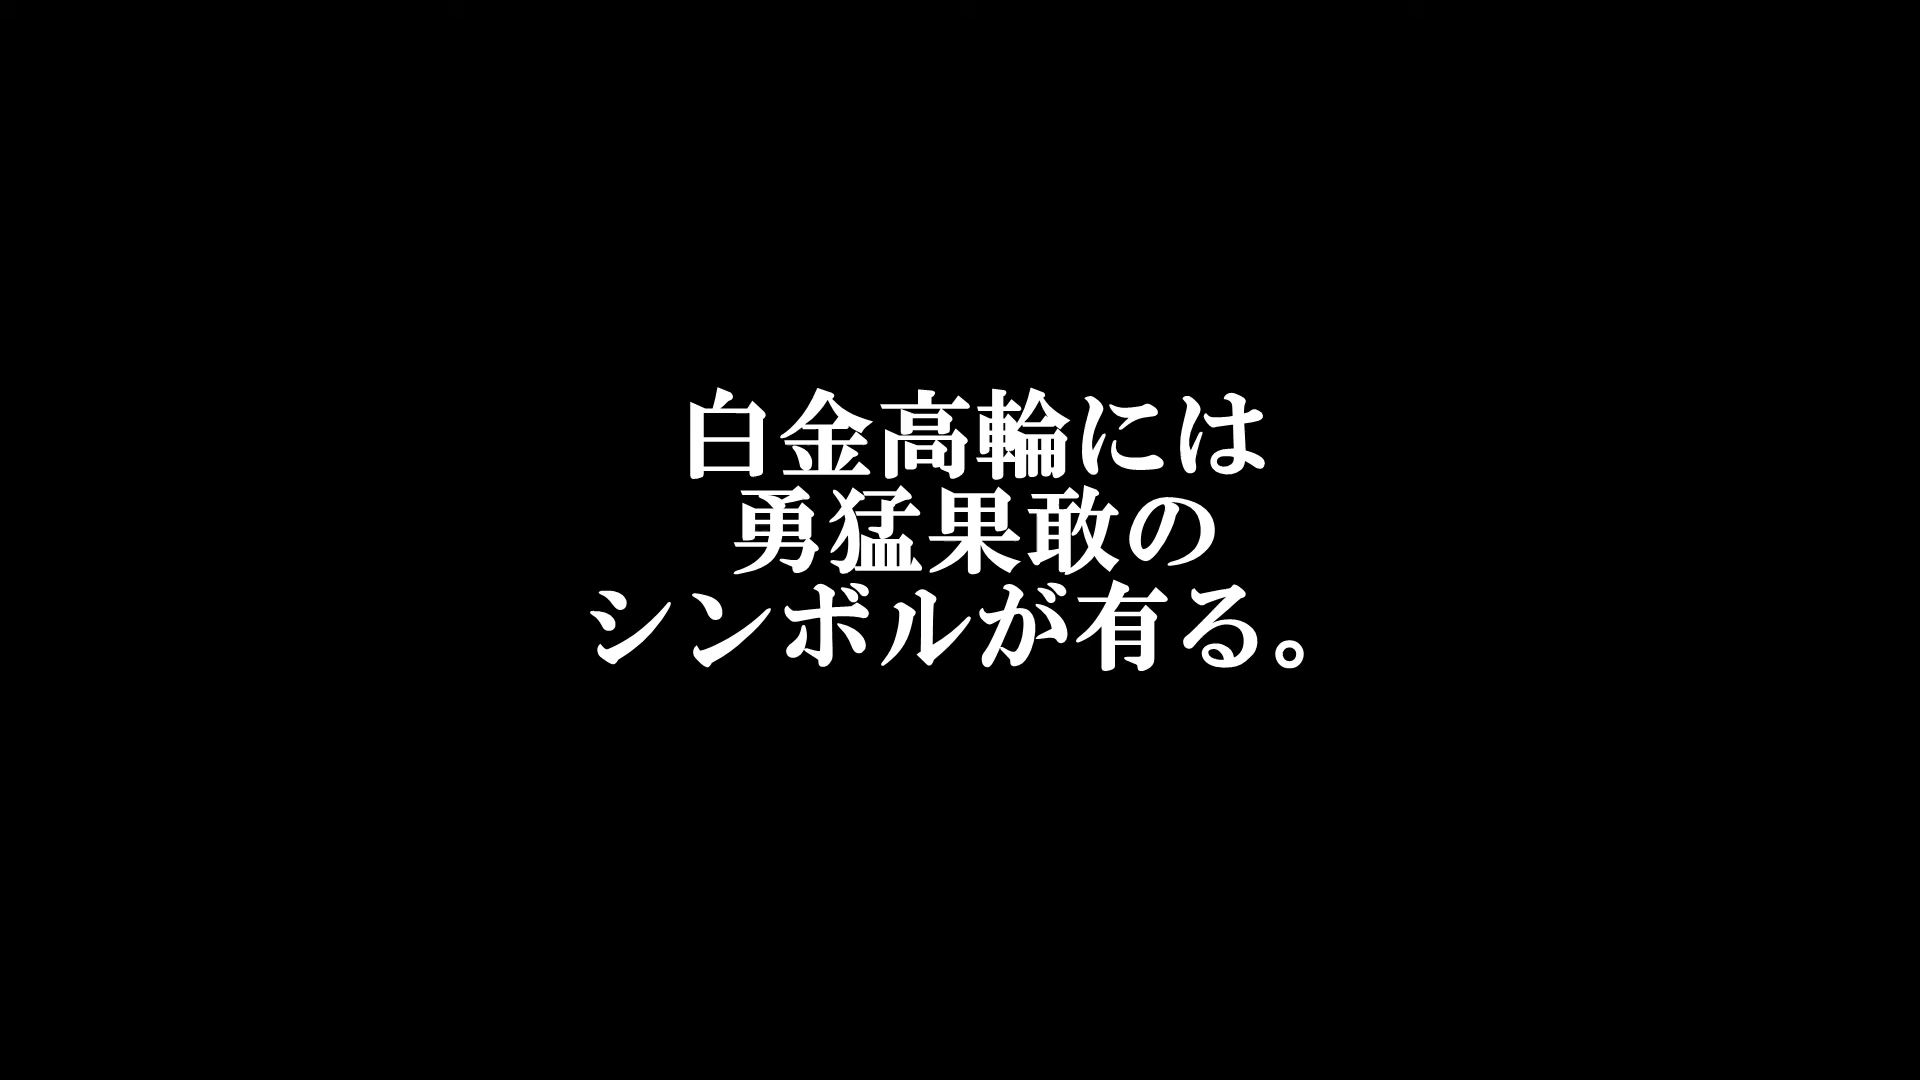 白金高輪には
勇猛果敢の
シンボルが有る。